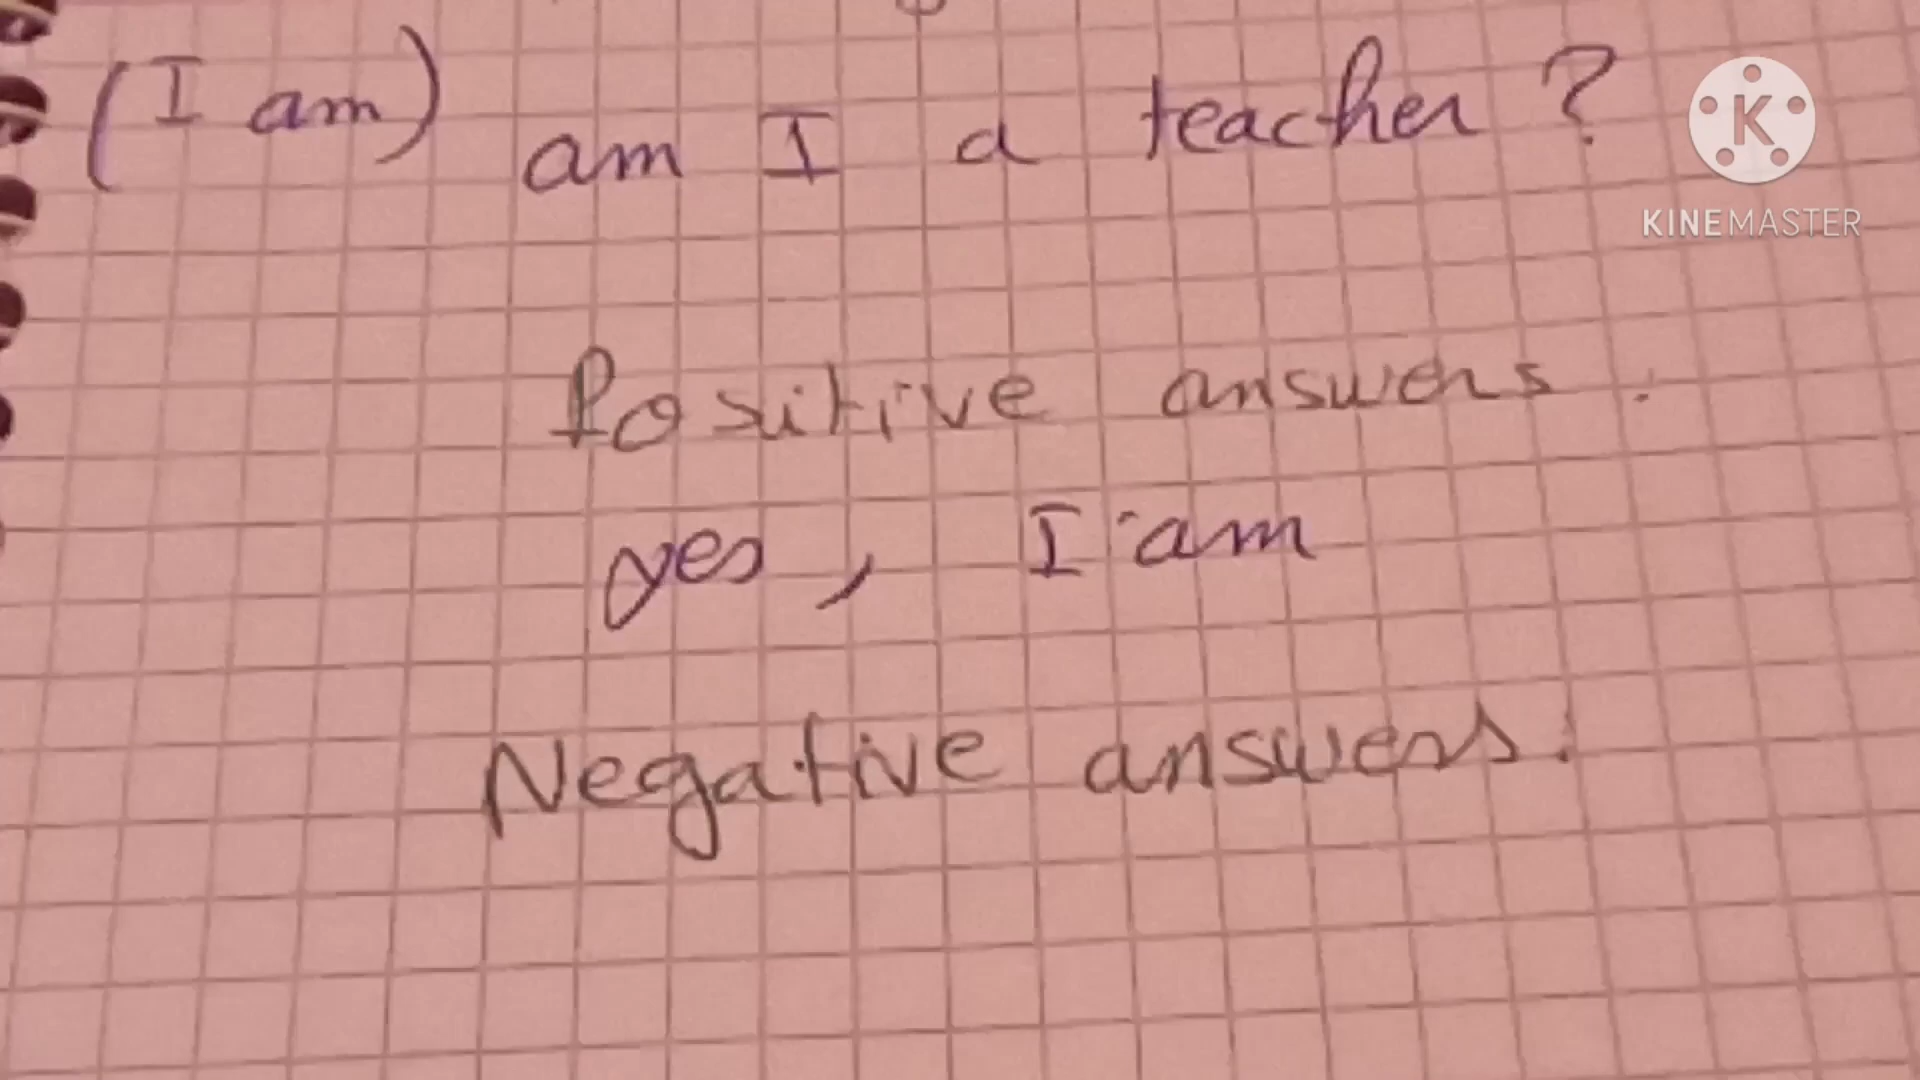 (I am) am I a teacher ?
K
KINEMASTER
Positive answers.
yes, I am
Negative answers.